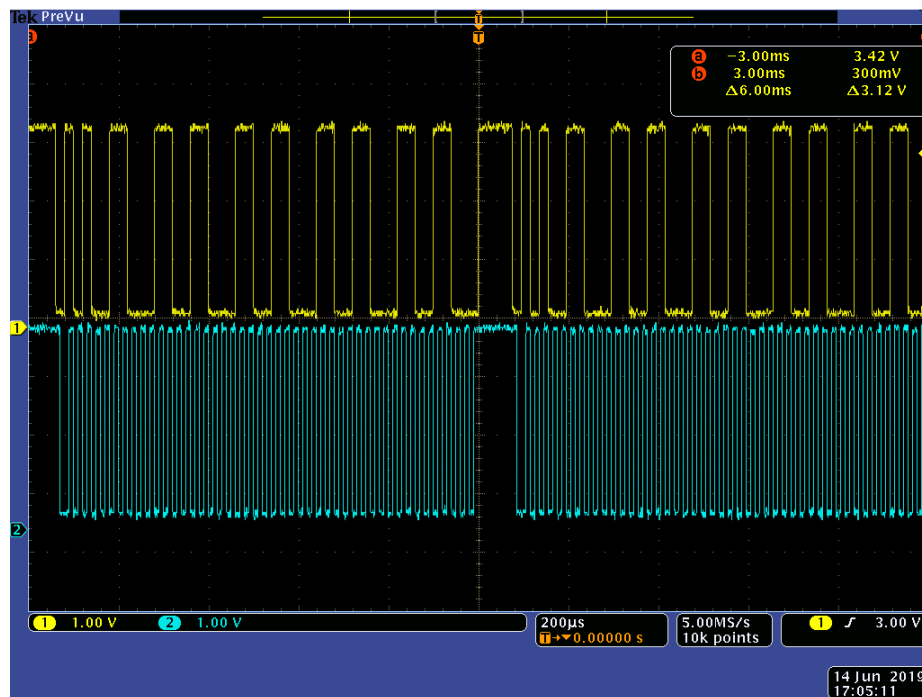 Tek PreVu
T
T
a
a −3.00ms 3.42 V
b 3.00ms 300mV
Δ6.00ms Δ3.12 V
1
2
1 1.00 V 2 1.00 V
200µs
T→▼0.00000 s
5.00MS/s
10k points
1 ʃ 3.00 V
14 Jun 2019
17:05:11